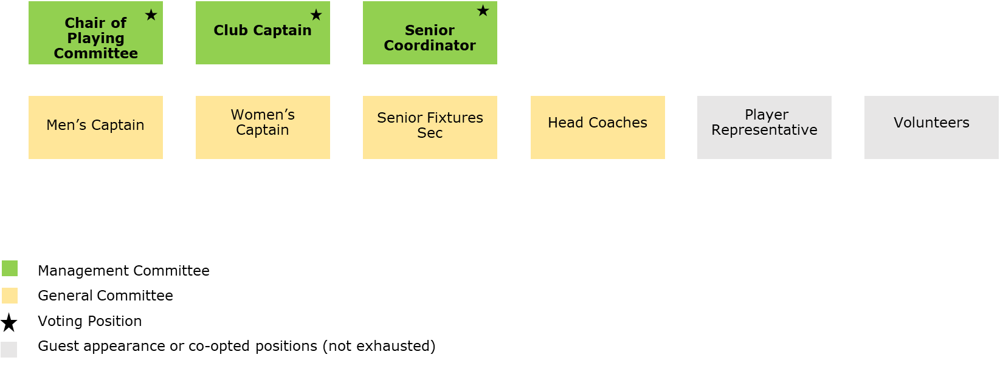 Chair of
Playing
Committee
Club Captain
Senior
Coordinator
Men’s Captain
Women’s
Captain
Senior Fixtures
Sec
Head Coaches
Player
Representative
Volunteers
Management Committee
General Committee
Voting Position
Guest appearance or co-opted positions (not exhausted)